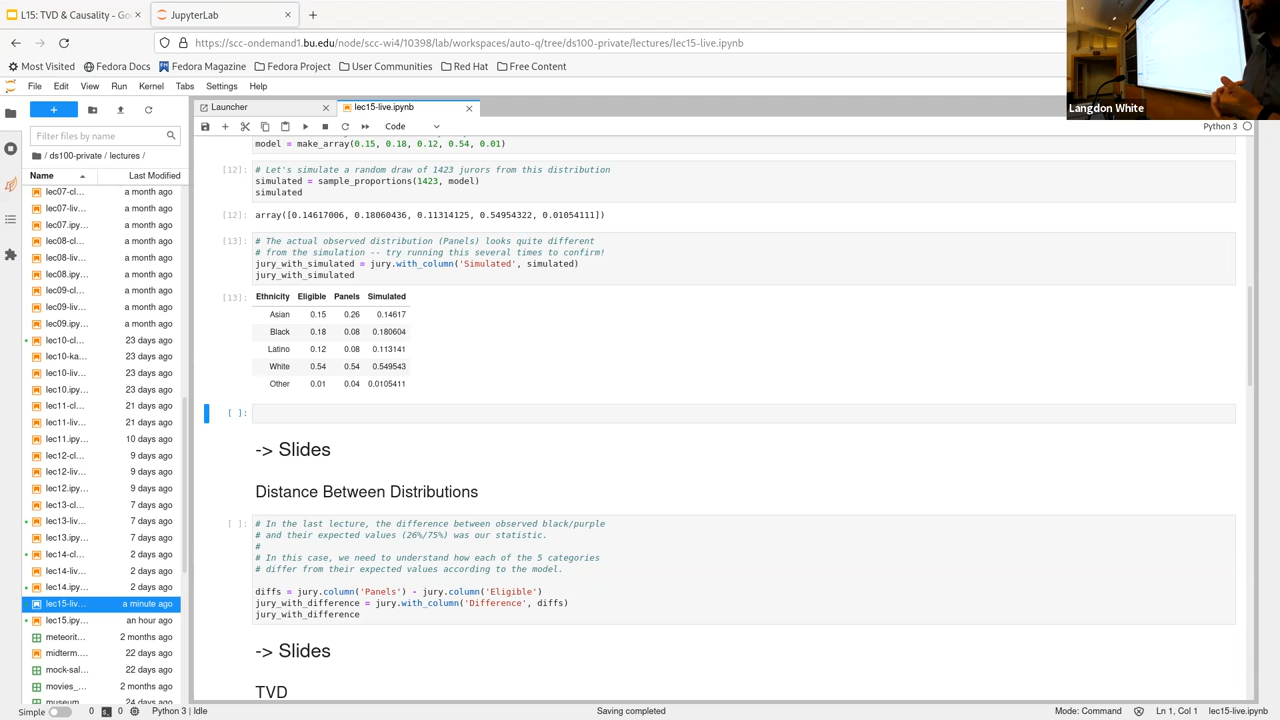 L15: TVD & Causality - Go
JupyterLab
https://scc-ondemand1.bu.edu/node/scc-wi4/10398/lab/workspaces/auto-q/tree/ds100-private/lectures/lec15-live.ipynb
Most Visited
Fedora Docs
Fedora Magazine
Fedora Project
User Communities
Red Hat
Free Content
Langdon White
File Edit View Run Kernel Tabs Settings Help
Launcher
lec15-live.ipynb
Filter files by name
Code
Python 3
/ ds100-private / lectures /
Name Last Modified
lec07-cl... a month ago
lec07-liv... a month ago
lec07.ipy... a month ago
lec08-cl... a month ago
lec08-liv... a month ago
lec08.ipy... a month ago
lec09-cl... a month ago
lec09-liv... a month ago
lec09.ipy... a month ago
lec10-cl... 23 days ago
lec10-ka... 23 days ago
lec10-liv... 23 days ago
lec10.ipy... 23 days ago
lec11-cl... 21 days ago
lec11-liv... 21 days ago
lec11.ipy... 10 days ago
lec12-cl... 9 days ago
lec12-liv... 9 days ago
lec12.ipy... 9 days ago
lec13-cl... 7 days ago
lec13-liv... 7 days ago
lec13.ipy... 7 days ago
lec14-cl... 2 days ago
lec14-liv... 2 days ago
lec14.ipy... 2 days ago
lec15-liv... a minute ago
lec15.ipy... an hour ago
meteorit... 2 months ago
midterm.... 22 days ago
mock-sal... 22 days ago
movies_... 2 months ago
museum 24 days ago
model = make_array(0.15, 0.18, 0.12, 0.54, 0.01)
[12]: # Let's simulate a random draw of 1423 jurors from this distribution
simulated = sample_proportions(1423, model)
simulated
[12]: array([0.14617006, 0.18060436, 0.11314125, 0.54954322, 0.01054111])
[13]: # The actual observed distribution (Panels) looks quite different
# from the simulation -- try running this several times to confirm!
jury_with_simulated = jury.with_column('Simulated', simulated)
jury_with_simulated
[13]: Ethnicity Eligible Panels Simulated
Asian 0.15 0.26 0.14617
Black 0.18 0.08 0.180604
Latino 0.12 0.08 0.113141
White 0.54 0.54 0.549543
Other 0.01 0.04 0.0105411
[ ]:
-> Slides
Distance Between Distributions
[ ]: # In the last lecture, the difference between observed black/purple
# and their expected values (26%/75%) was our statistic.
#
# In this case, we need to understand how each of the 5 categories
# differ from their expected values according to the model.
diffs = jury.column('Panels') - jury.column('Eligible')
jury_with_difference = jury.with_column('Difference', diffs)
jury_with_difference
-> Slides
TVD
Simple 0 0 Python 3 | Idle Saving completed Mode: Command Ln 1, Col 1 lec15-live.ipynb